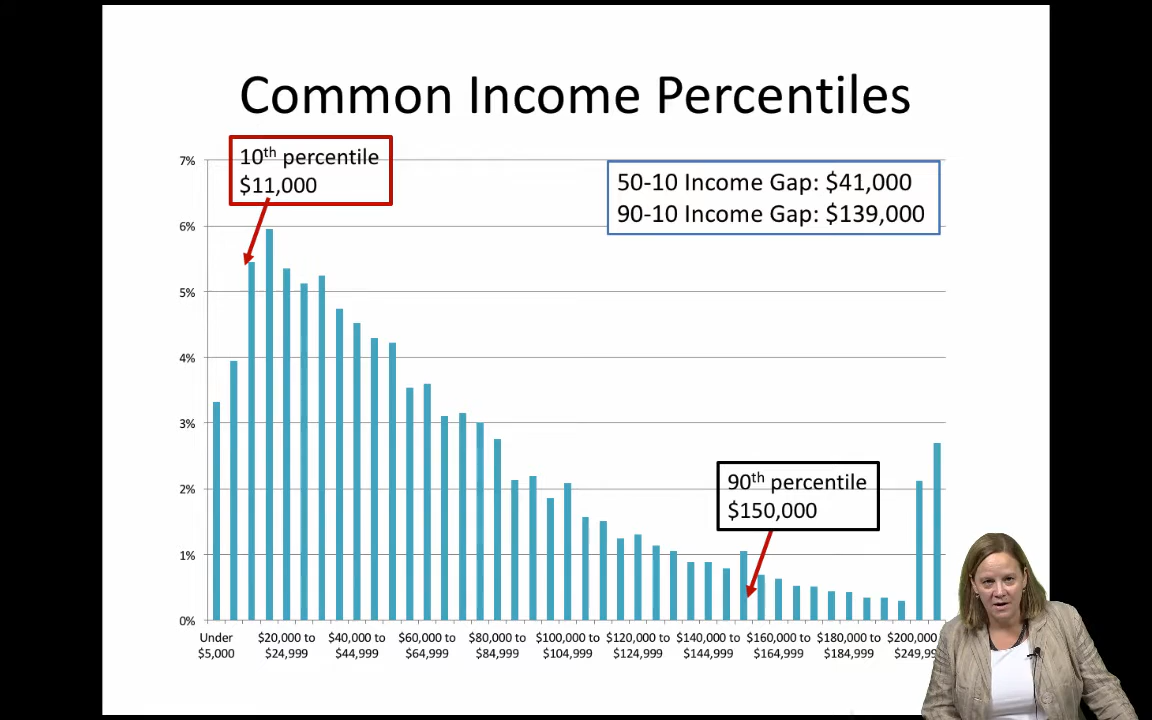 Common Income Percentiles
10th percentile
$11,000
50-10 Income Gap: $41,000
90-10 Income Gap: $139,000
90th percentile
$150,000
7%
6%
5%
4%
3%
2%
1%
0%
Under
$5,000
$20,000 to
$24,999
$40,000 to
$44,999
$60,000 to
$64,999
$80,000 to
$84,999
$100,000 to
$104,999
$120,000 to
$124,999
$140,000 to
$144,999
$160,000 to
$164,999
$180,000 to
$184,999
$200,000